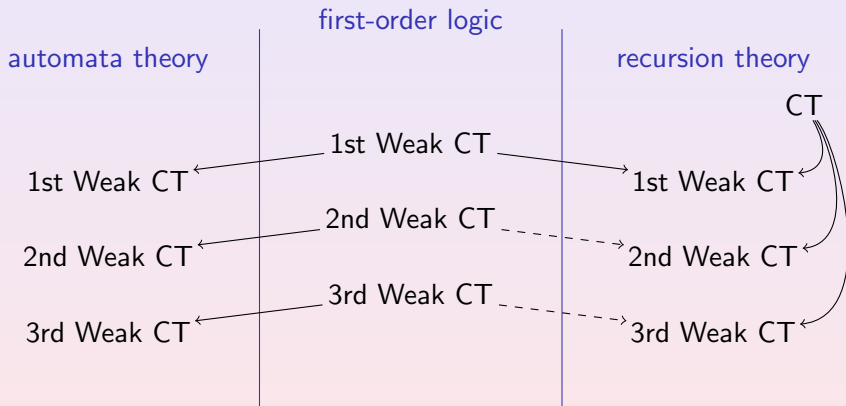 first-order logic
automata theory
recursion theory
CT
1st Weak CT
1st Weak CT
1st Weak CT
2nd Weak CT
2nd Weak CT
2nd Weak CT
3rd Weak CT
3rd Weak CT
3rd Weak CT